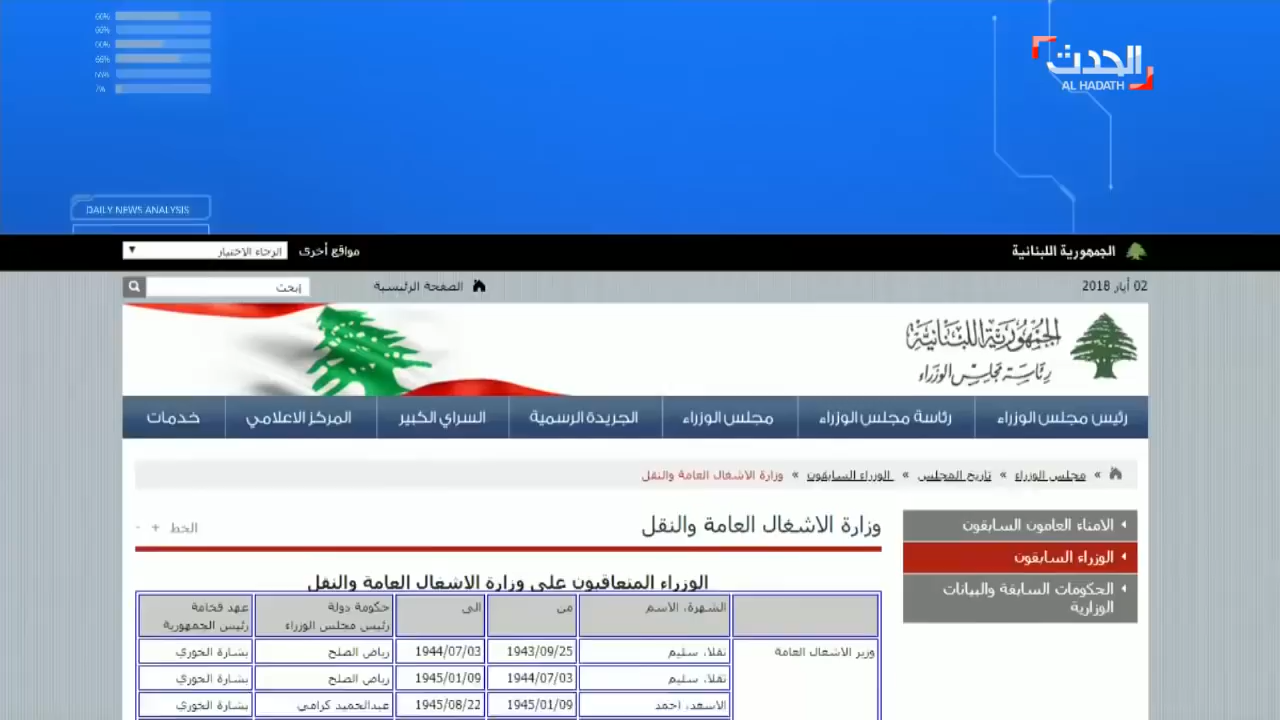 66%
66%
60%
66%
7%
الحدث
AL HADATH
DAILY NEWS ANALYSIS
الجمهورية اللبنانية
مواقع أخرى
الرجاء الاختيار
02 أيار 2018
الصفحة الرئيسية
إبحث
الجمهورية اللبنانية
رئاسة مجلس الوزراء
رئيس مجلس الوزراء
رئاسة مجلس الوزراء
مجلس الوزراء
الجريدة الرسمية
السراي الكبير
المركز الاعلامي
خدمات
» مجلس الوزراء » تاريخ المجلس » الوزراء السابقون » وزارة الاشغال العامة والنقل
الامناء العامون السابقون
الوزراء السابقون
الحكومات السابقة والبيانات
الوزارية
وزارة الاشغال العامة والنقل
الخط + -
الوزراء المتعاقبون على وزارة الاشغال العامة والنقل
الشهرة، الاسم
من
الى
حكومة دولة
رئيس مجلس الوزراء
عهد فخامة
رئيس الجمهورية
وزير الاشغال العامة
تقلا، سليم 1943/09/25 1944/07/03 رياض الصلح بشارة الخوري
تقلا، سليم 1944/07/03 1945/01/09 رياض الصلح بشارة الخوري
الاسعد، احمد 1945/01/09 1945/08/22 عبدالحميد كرامي بشارة الخوري